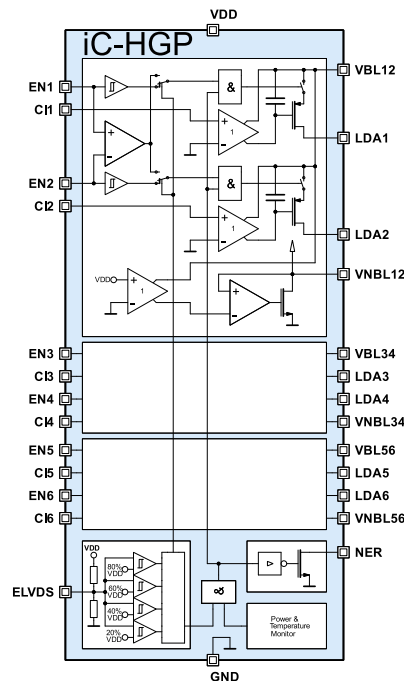 VDD
iC-HGP
EN1
VBL12
CI1
&
+
-
1
LDA1
EN2
&
CI2
+
-
1
LDA2
VDD
+
-
1
+
-
VNBL12
EN3
VBL34
CI3
LDA3
EN4
LDA4
CI4
VNBL34
EN5
VBL56
CI5
LDA5
EN6
LDA6
CI6
VNBL56
VDD
NER
80%
VDD
60%
VDD
ELVDS
40%
VDD
20%
VDD
&
Power &
Temperature
Monitor
GND